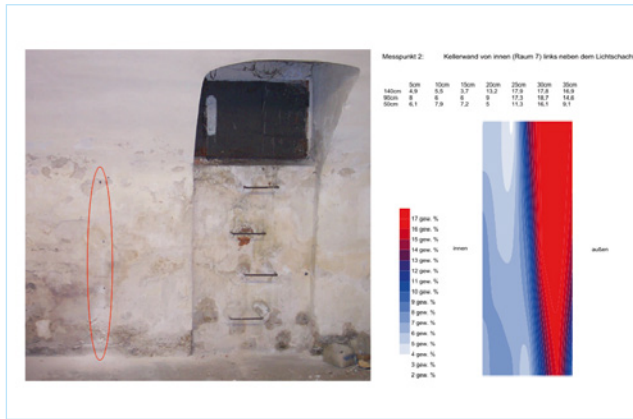 Messpunkt 2: Kellerwand von innen (Raum 7) links neben dem Lichtschacht
5cm 10cm 15cm 20cm 25cm 30cm 35cm
140cm 4,9 5,5 3,7 13,2 17,9 17,8 16,9
90cm 8 6 6 9 17,3 18,7 14,6
50cm 6,1 7,9 7,2 5 11,3 16,1 9,1
17 gew. %
16 gew. %
15 gew. %
14 gew. %
13 gew. %
12 gew. %
11 gew. %
10 gew. %
9 gew. %
8 gew. %
7 gew. %
6 gew. %
5 gew. %
4 gew. %
3 gew. %
2 gew. %
innen
außen